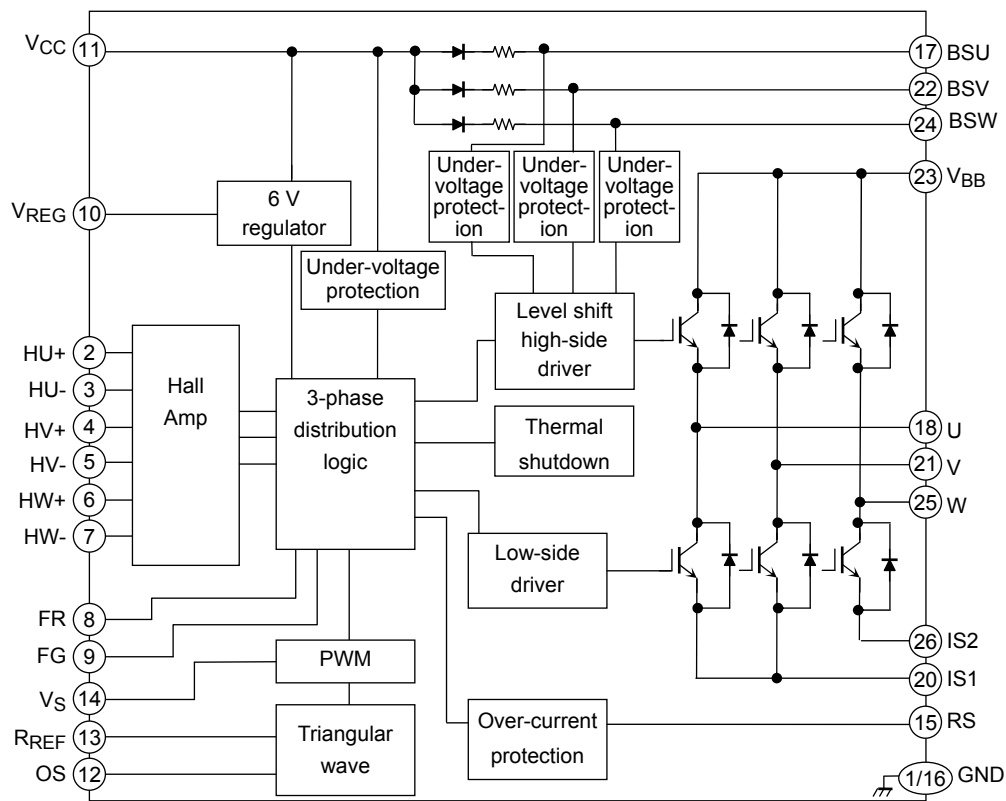 VCC
11
17
BSU
22
BSV
24
BSW
Under-
voltage
protect-
ion
Under-
voltage
protect-
ion
Under-
voltage
protect-
ion
23
VBB
VREG
10
6 V
regulator
Under-voltage
protection
Level shift
high-side
driver
HU+
2
HU-
3
HV+
4
HV-
5
HW+
6
HW-
7
Hall
Amp
3-phase
distribution
logic
Thermal
shutdown
18
U
21
V
25
W
Low-side
driver
FR
8
FG
9
VS
14
RREF
13
OS
12
PWM
Triangular
wave
Over-current
protection
26
IS2
20
IS1
15
RS
1/16
GND